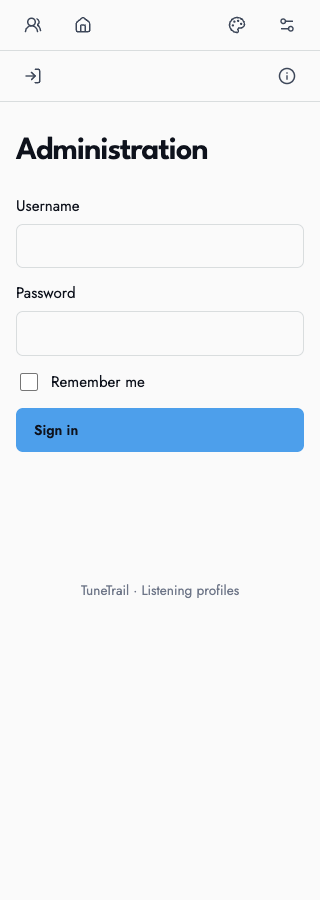 Administration
Username
Password
Remember me
Sign in
TuneTrail · Listening profiles